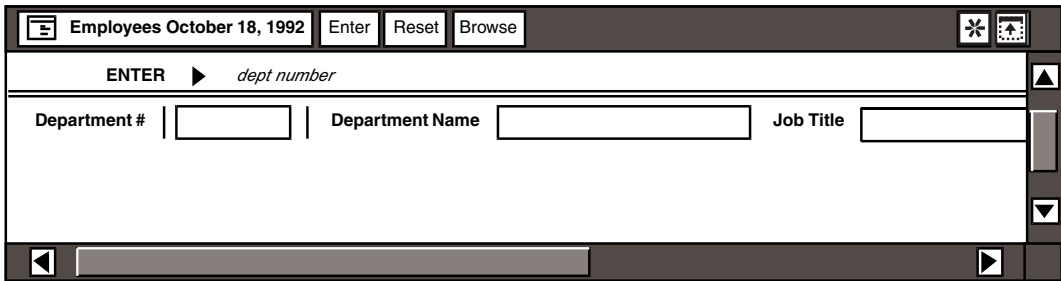 Employees October 18, 1992 Enter Reset Browse
ENTER ▶ dept number
Department # Department Name Job Title